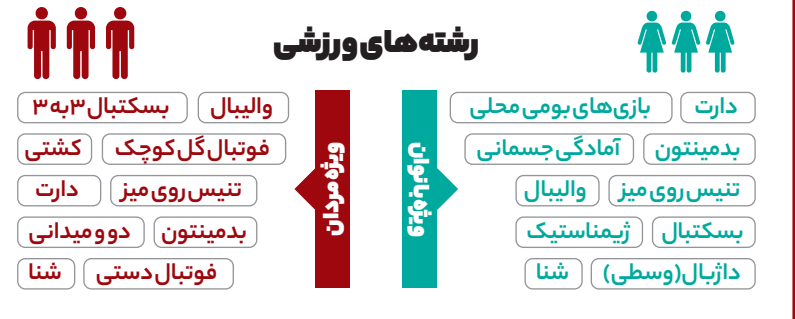 رشته‌های ورزشی
ویژه بانوان
دارت
بازی‌های بومی محلی
بدمینتون
آمادگی جسمانی
تنیس روی میز
والیبال
بسکتبال
ژیمناستیک
داژبال(وسطی)
شنا
ویژه مردان
والیبال
بسکتبال ۳به۳
فوتبال گل کوچک
کشتی
تنیس روی میز
دارت
بدمینتون
دو و میدانی
فوتبال دستی
شنا